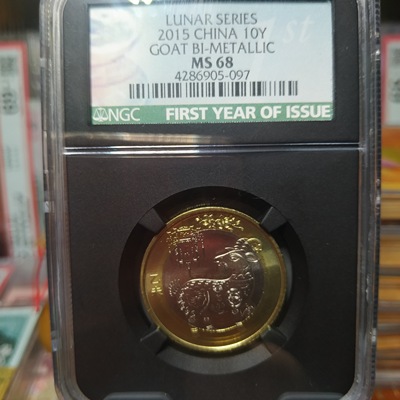 LUNAR SERIES
2015 CHINA 10Y
GOAT BI-METALLIC
MS 68
4286905-097
NGC FIRST YEAR OF ISSUE